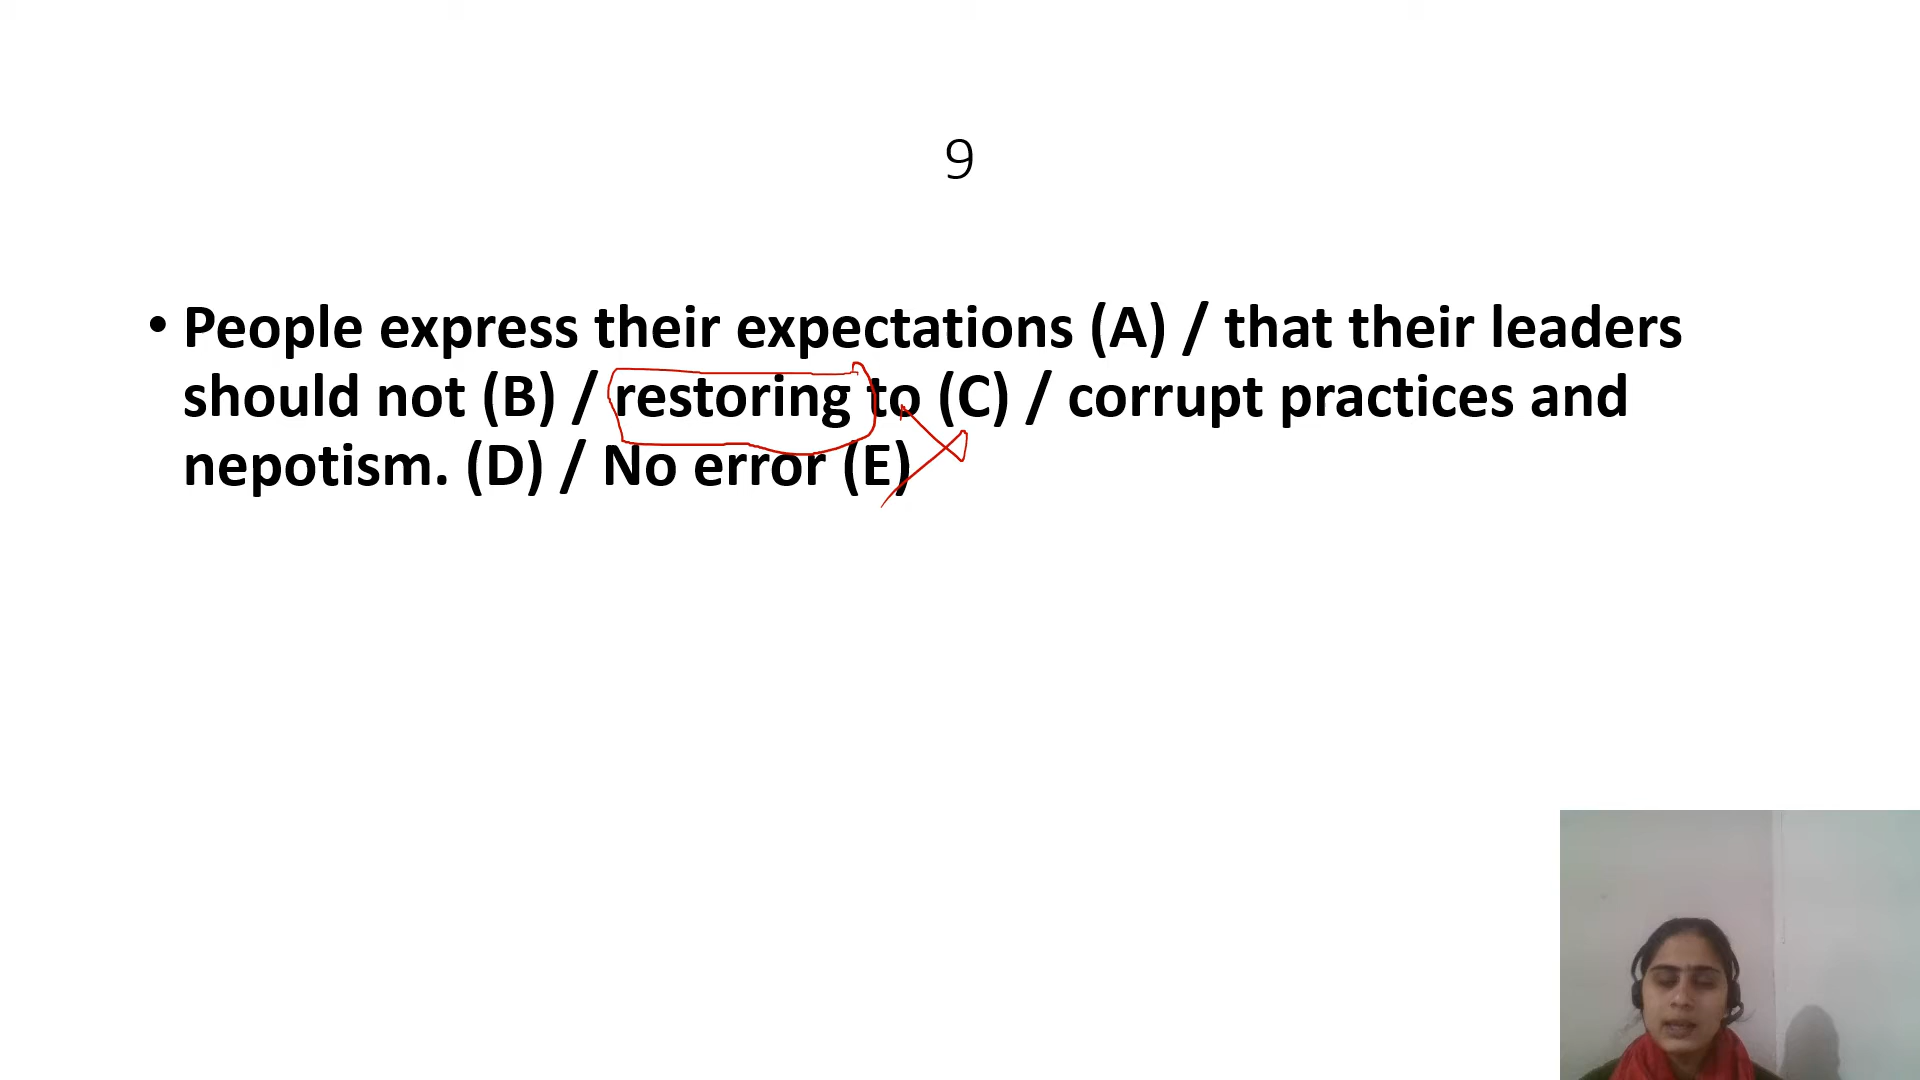 9
• People express their expectations (A) / that their leaders
should not (B) / restoring to (C) / corrupt practices and
nepotism. (D) / No error (E)